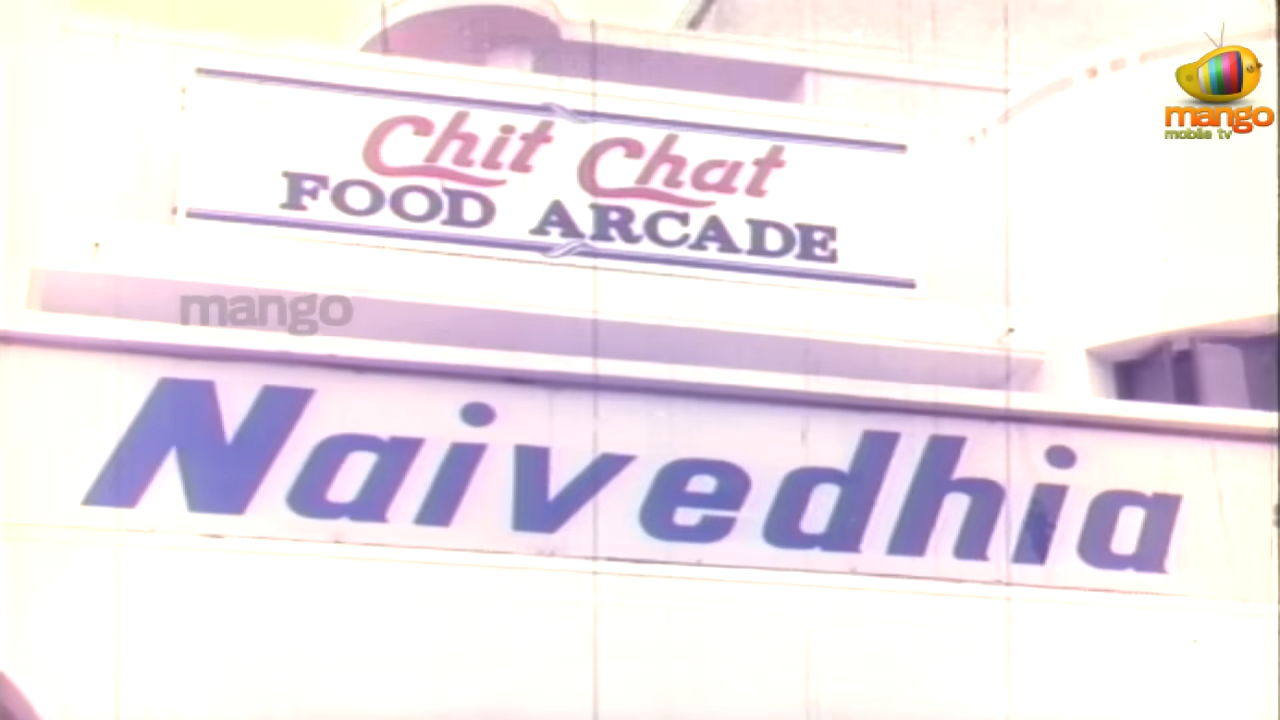 mango
mobile tv
Chit Chat
FOOD ARCADE
mango
Naivedhia